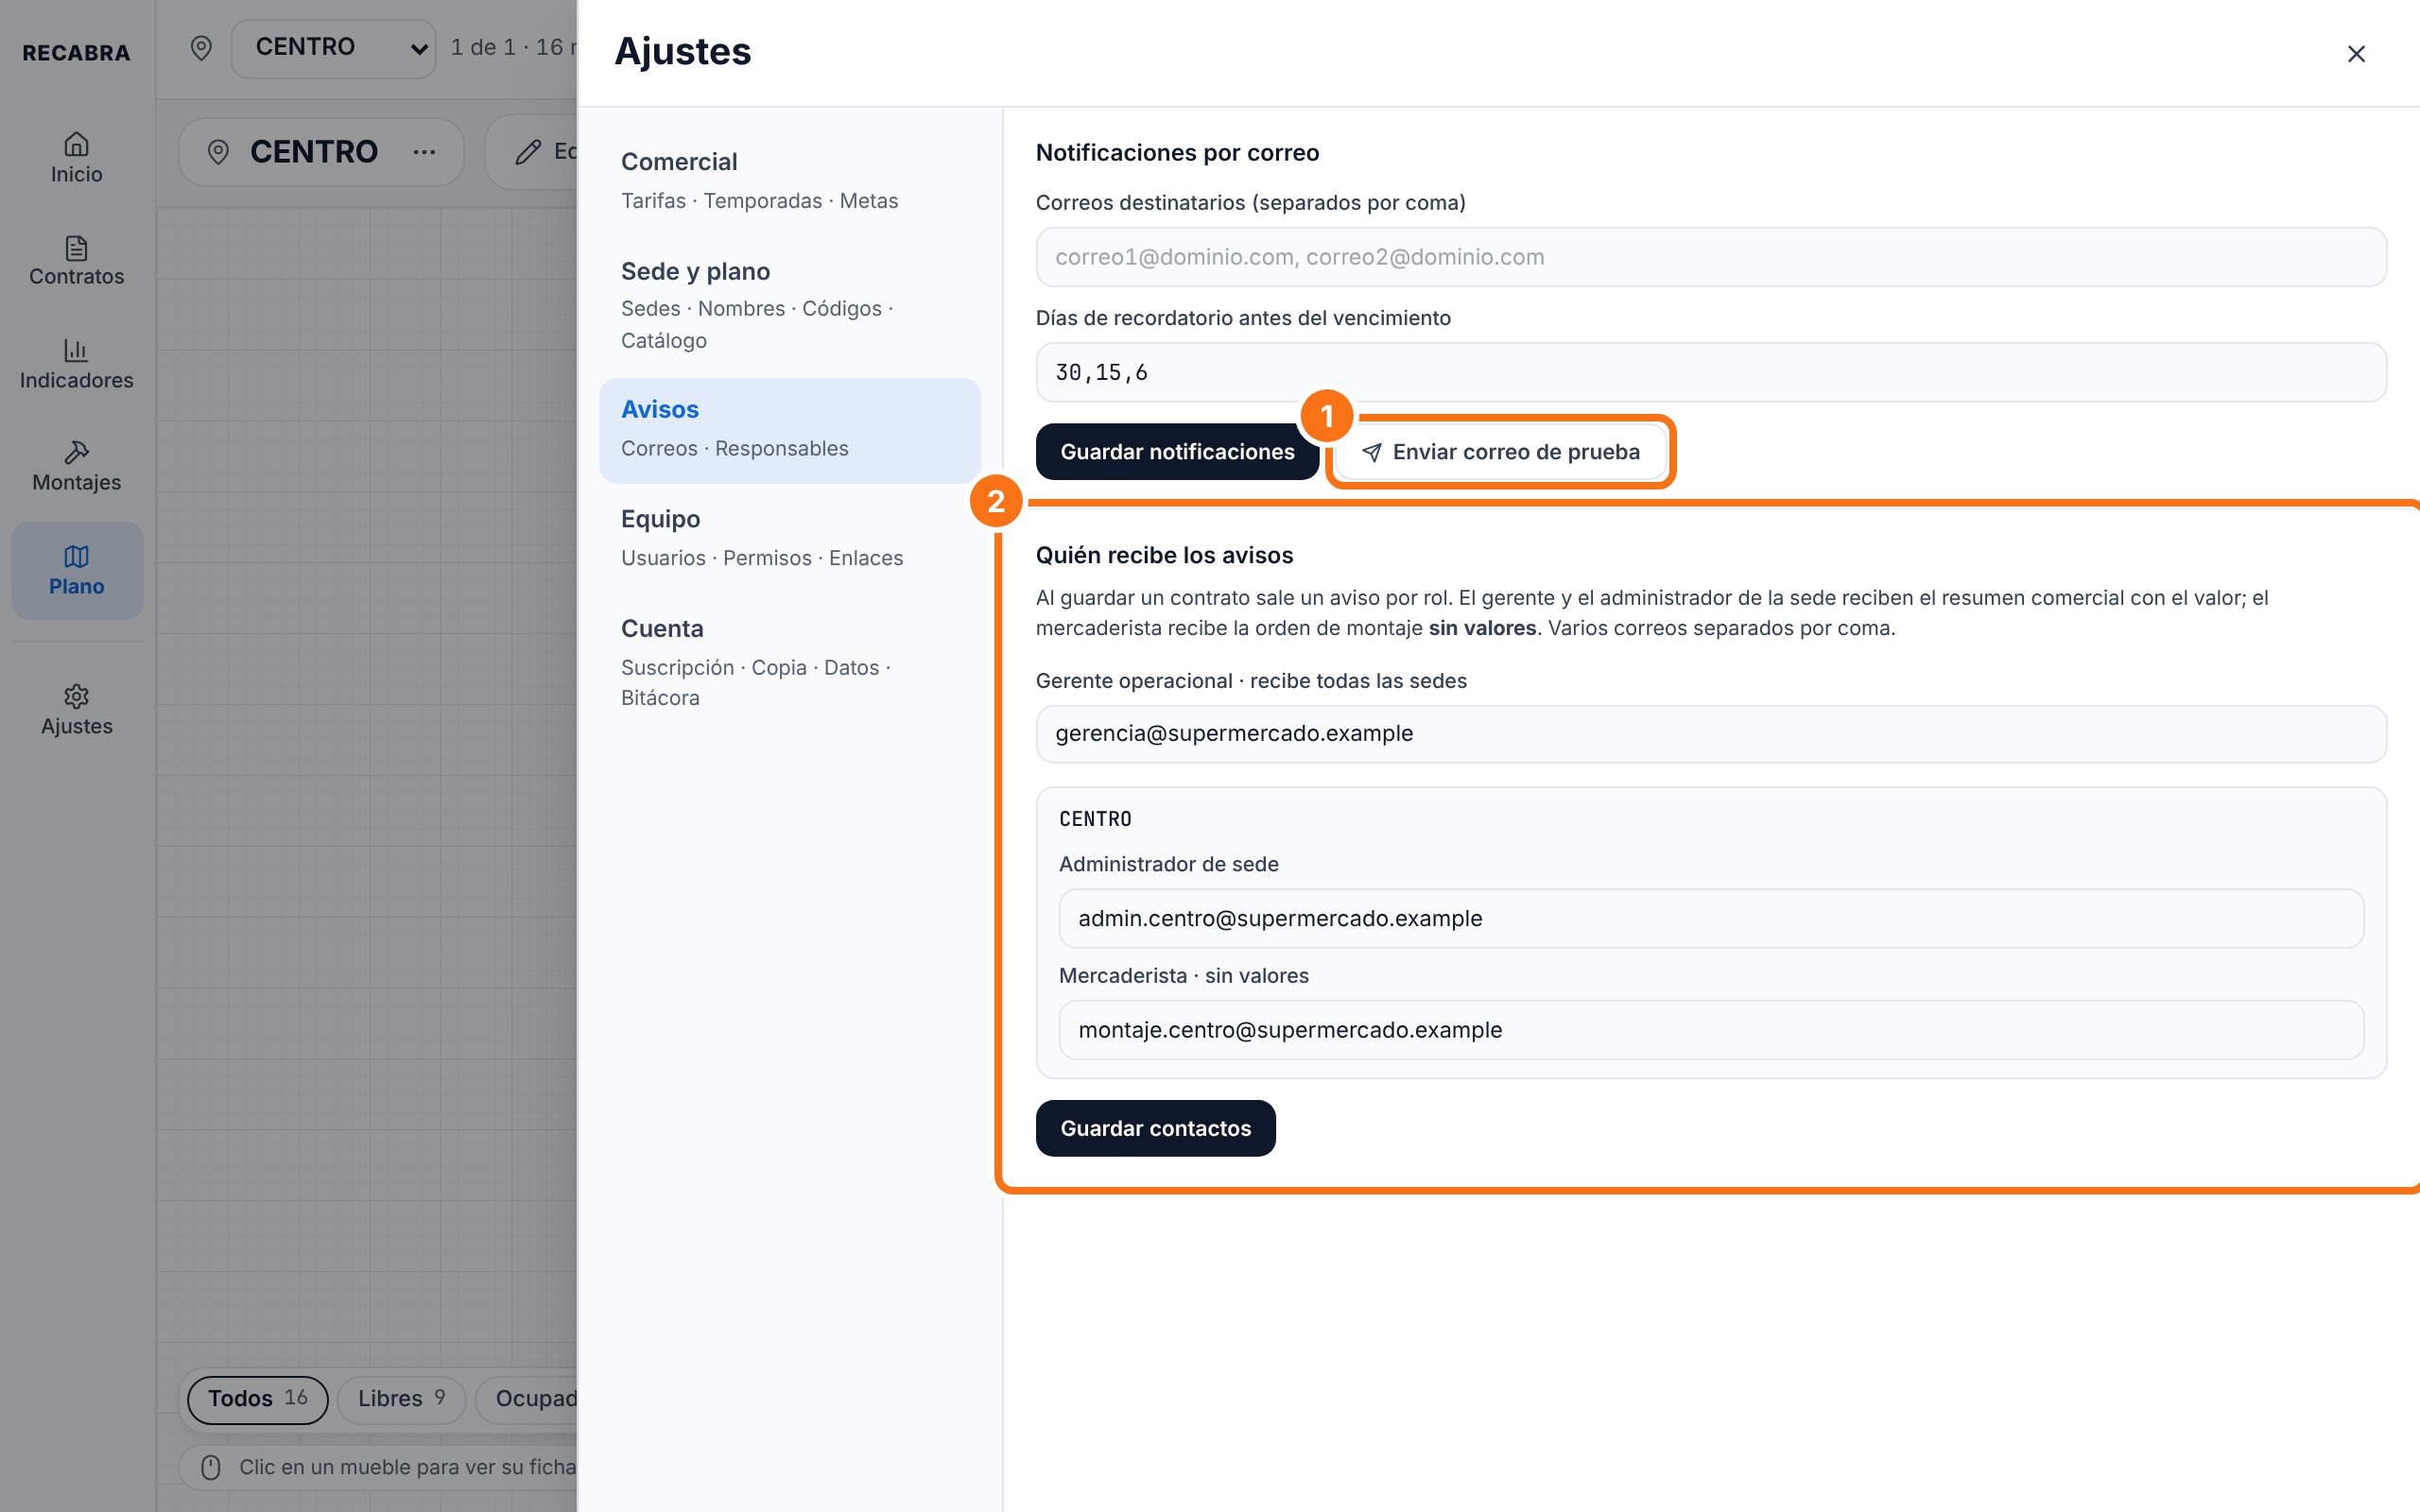 RECABRA
Inicio
Contratos
Indicadores
Montajes
Plano
Ajustes
CENTRO
1 de 1 · 16
CENTRO
Todos 16
Libres 9
Clic en un mueble para ver su ficha
Ajustes
Comercial
Tarifas · Temporadas · Metas
Sede y plano
Sedes · Nombres · Códigos ·
Catálogo
Avisos
Correos · Responsables
Equipo
Usuarios · Permisos · Enlaces
Cuenta
Suscripción · Copia · Datos ·
Bitácora
Notificaciones por correo
Correos destinatarios (separados por coma)
correo1@dominio.com, correo2@dominio.com
Días de recordatorio antes del vencimiento
30,15,6
Guardar notificaciones
1
Enviar correo de prueba
2
Quién recibe los avisos
Al guardar un contrato sale un aviso por rol. El gerente y el administrador de la sede reciben el resumen comercial con el valor; el
mercaderista recibe la orden de montaje sin valores. Varios correos separados por coma.
Gerente operacional · recibe todas las sedes
gerencia@supermercado.example
CENTRO
Administrador de sede
admin.centro@supermercado.example
Mercaderista · sin valores
montaje.centro@supermercado.example
Guardar contactos